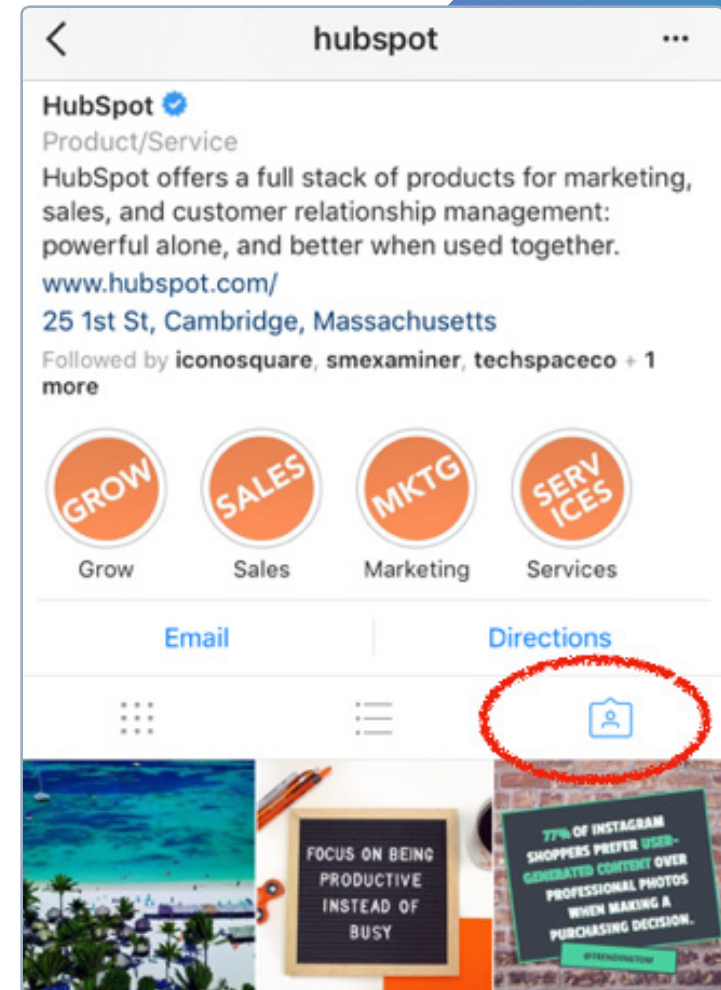 hubspot
HubSpot
Product/Service
HubSpot offers a full stack of products for marketing,
sales, and customer relationship management:
powerful alone, and better when used together.
www.hubspot.com/
25 1st St, Cambridge, Massachusetts
Followed by iconosquare, smexaminer, techspaceco + 1
more
GROW
SALES
MKTG
SERV
ICES
Grow
Sales
Marketing
Services
Email
Directions
FOCUS ON BEING
PRODUCTIVE
INSTEAD OF
BUSY
77% OF INSTAGRAM
SHOPPERS PREFER USER-
GENERATED CONTENT OVER
PROFESSIONAL PHOTOS
WHEN MAKING A
PURCHASING DECISION.
@TRENDINGTOM